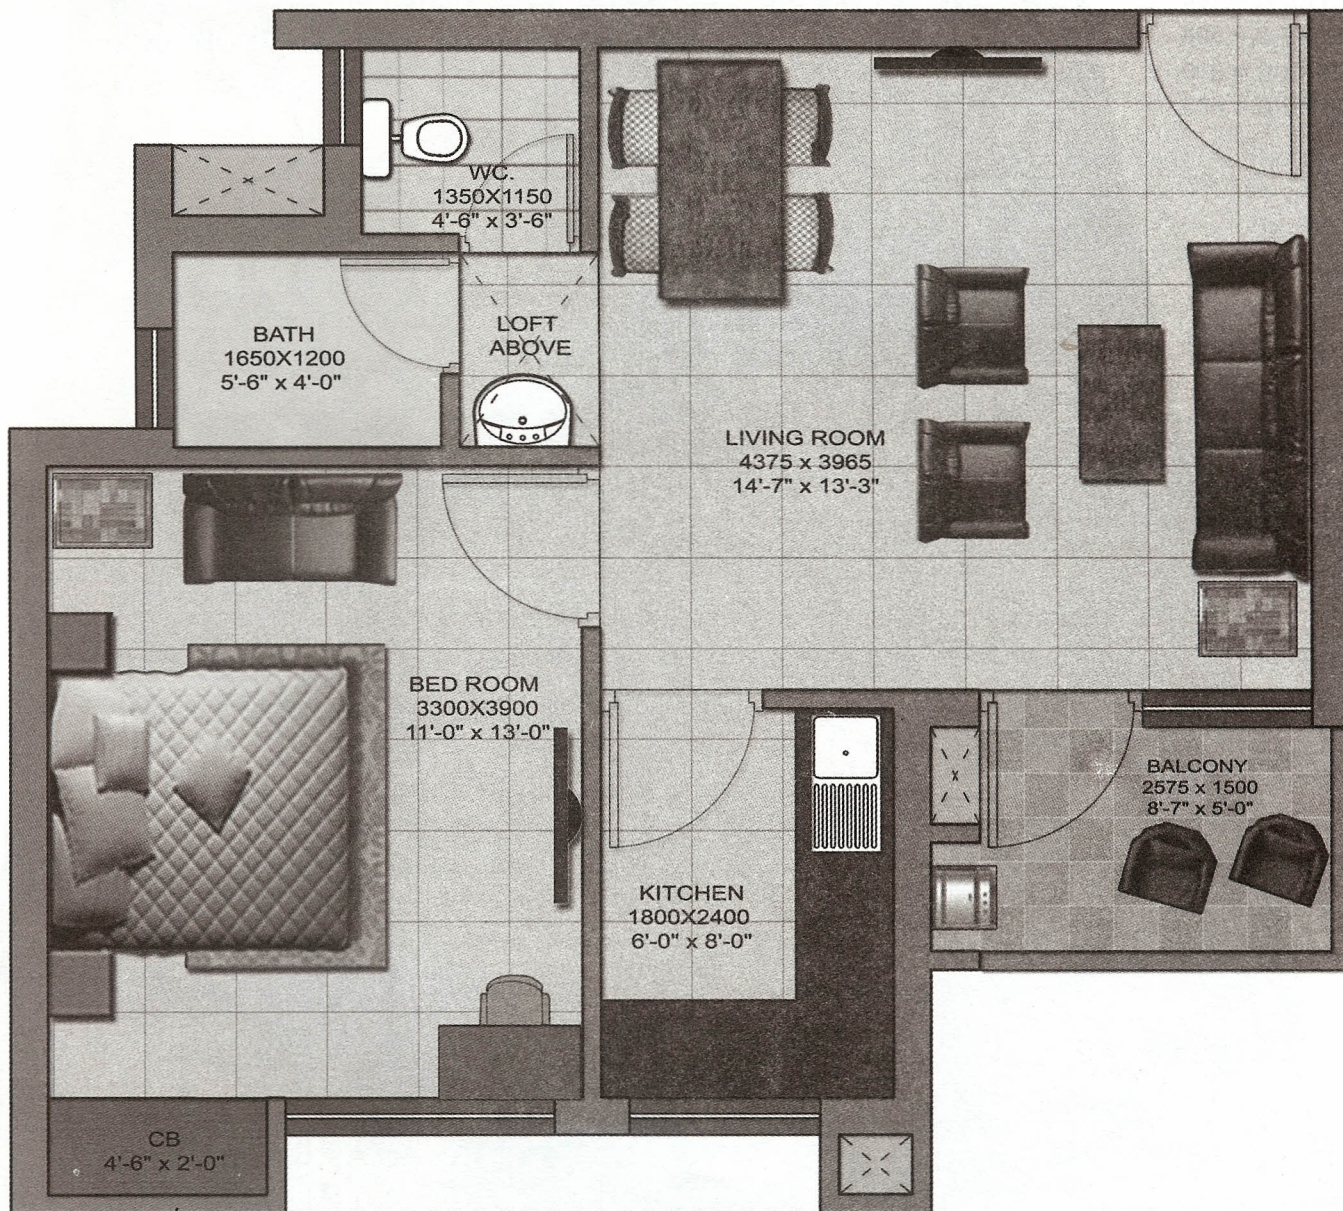 WC.
1350X1150
4'-6" x 3'-6"
BATH
1650X1200
5'-6" x 4'-0"
LOFT
ABOVE
LIVING ROOM
4375 x 3965
14'-7" x 13'-3"
BED ROOM
3300X3900
11'-0" x 13'-0"
BALCONY
2575 x 1500
8'-7" x 5'-0"
KITCHEN
1800X2400
6'-0" x 8'-0"
CB
4'-6" x 2'-0"